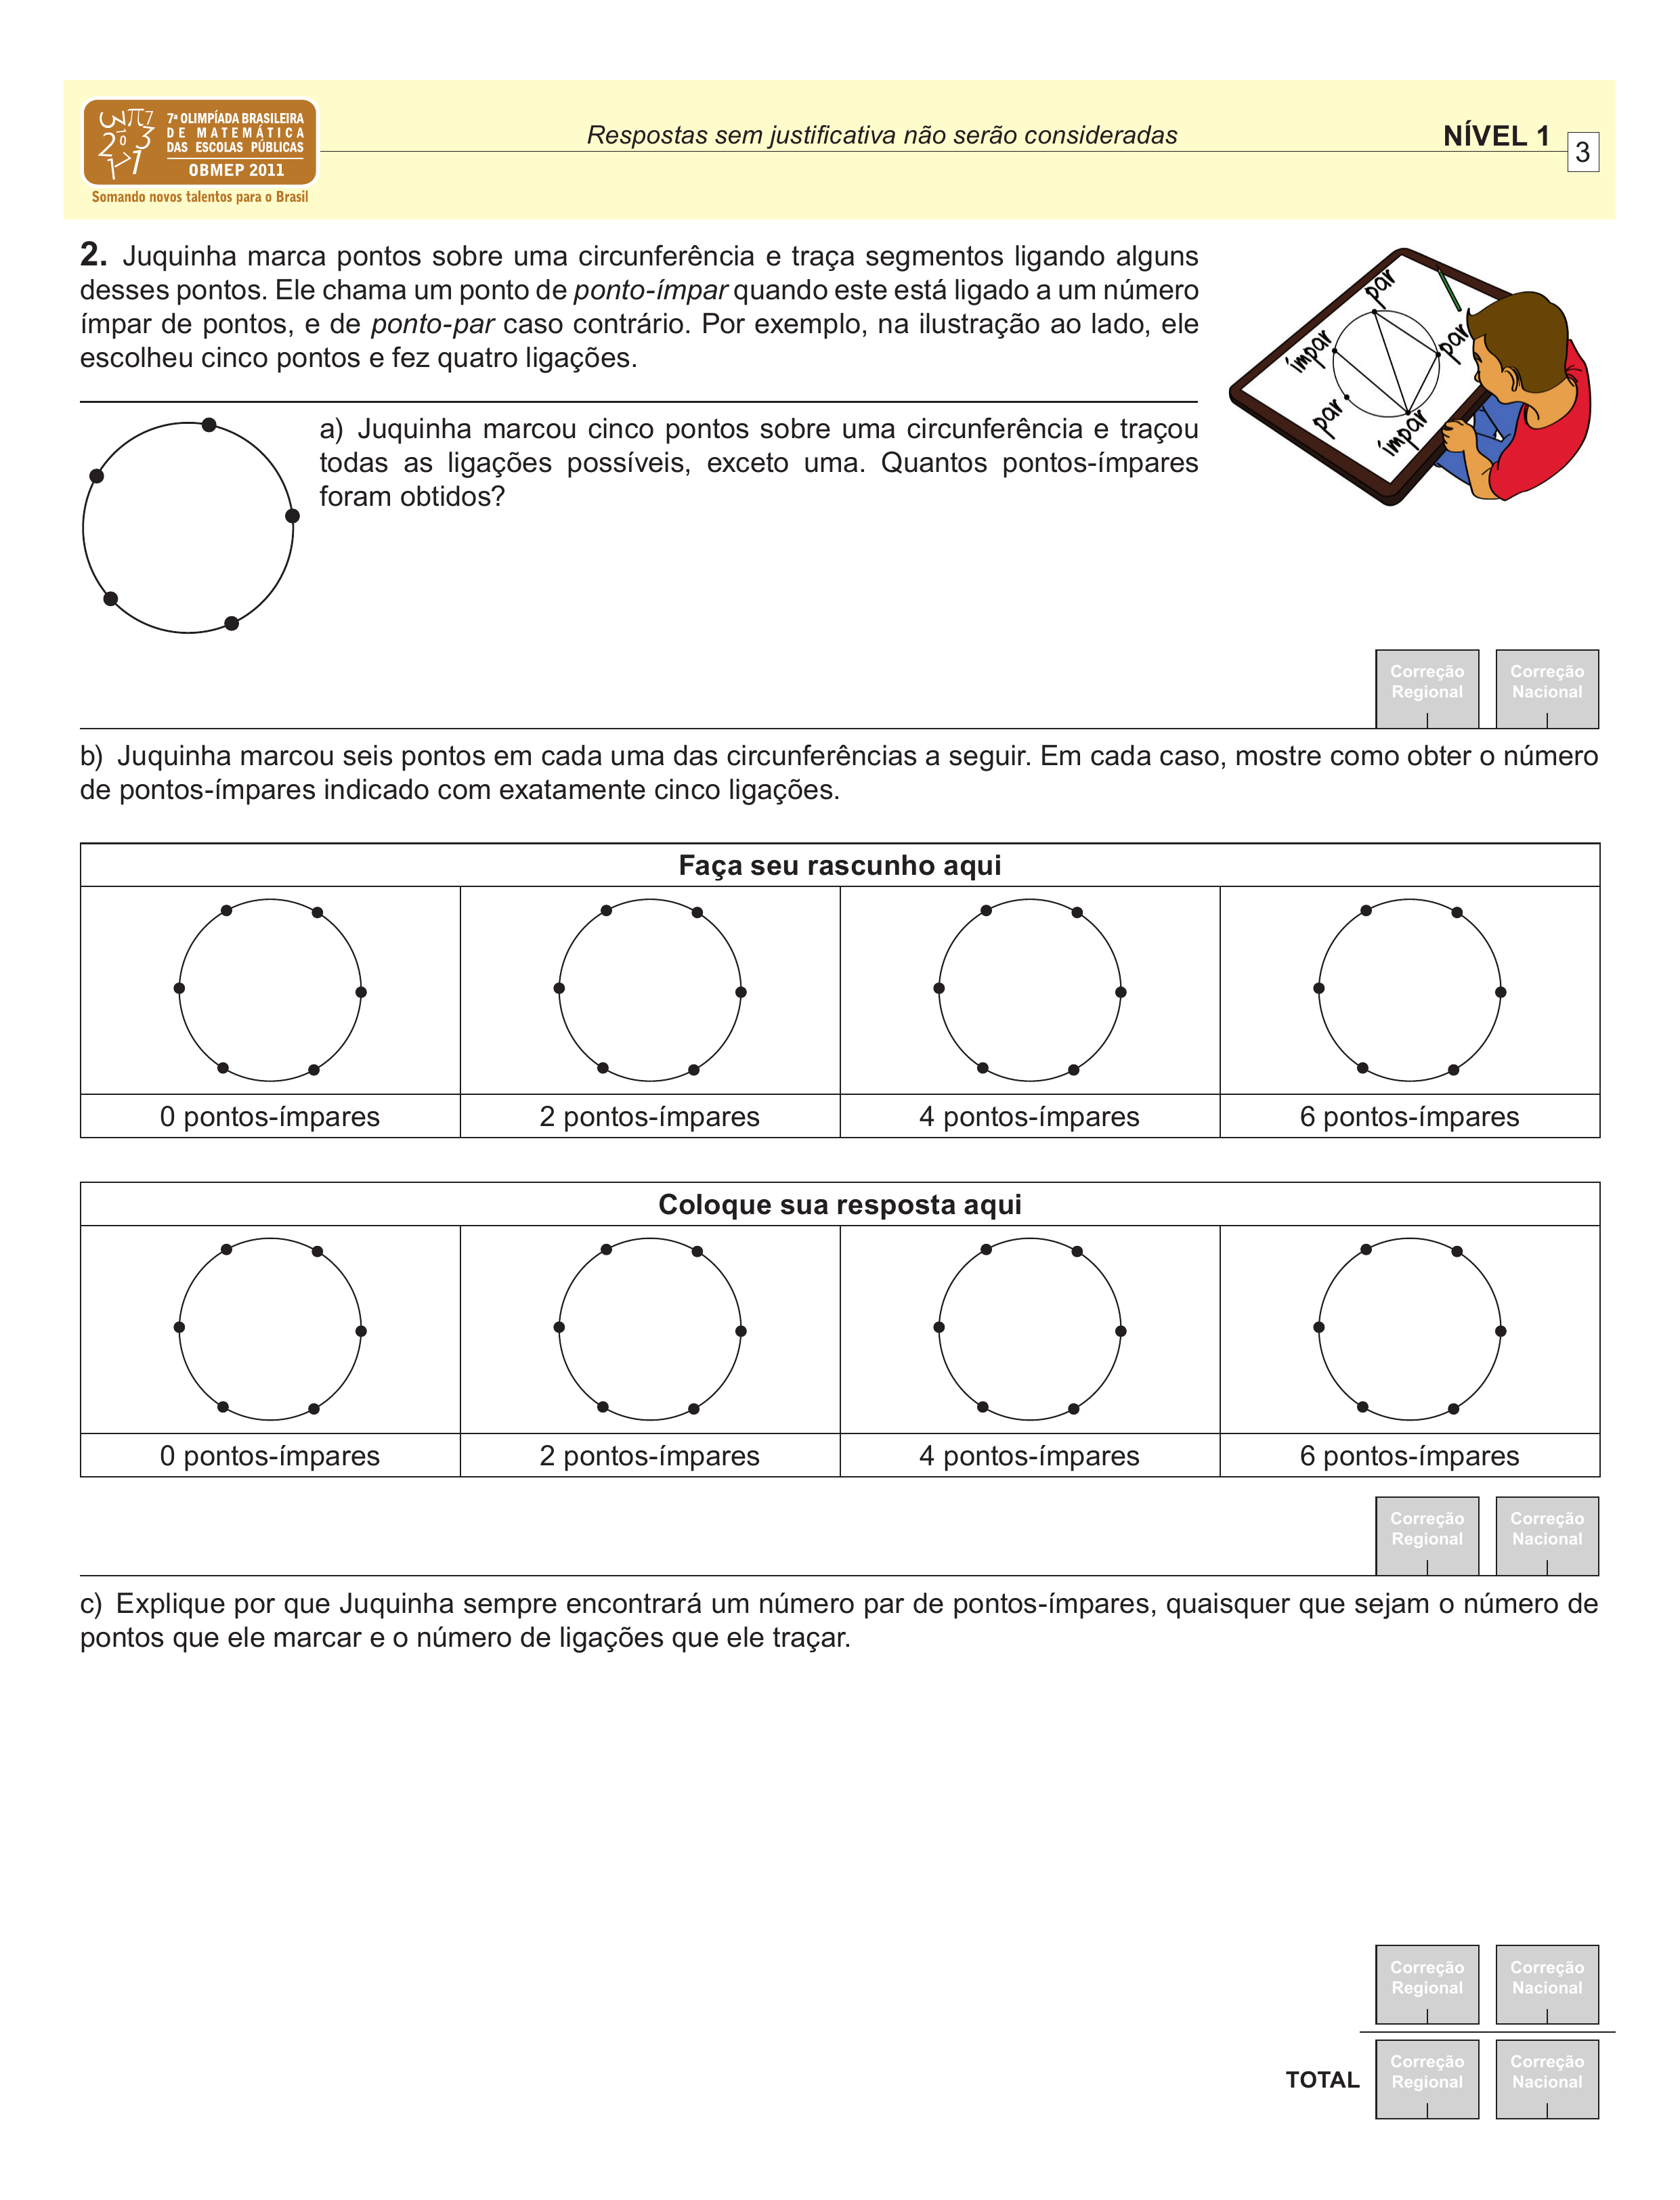 7ª OLIMPÍADA BRASILEIRA
DE MATEMÁTICA
DAS ESCOLAS PÚBLICAS
OBMEP 2011
Somando novos talentos para o Brasil
Respostas sem justificativa não serão consideradas
NÍVEL 1
3
2. Juquinha marca pontos sobre uma circunferência e traça segmentos ligando alguns
desses pontos. Ele chama um ponto de ponto-ímpar quando este está ligado a um número
ímpar de pontos, e de ponto-par caso contrário. Por exemplo, na ilustração ao lado, ele
escolheu cinco pontos e fez quatro ligações.
par
ímpar
par
par
ímpar
a) Juquinha marcou cinco pontos sobre uma circunferência e traçou
todas as ligações possíveis, exceto uma. Quantos pontos-ímpares
foram obtidos?
Correção
Regional
Correção
Nacional
b) Juquinha marcou seis pontos em cada uma das circunferências a seguir. Em cada caso, mostre como obter o número
de pontos-ímpares indicado com exatamente cinco ligações.
Faça seu rascunho aqui
0 pontos-ímpares
2 pontos-ímpares
4 pontos-ímpares
6 pontos-ímpares
Coloque sua resposta aqui
0 pontos-ímpares
2 pontos-ímpares
4 pontos-ímpares
6 pontos-ímpares
Correção
Regional
Correção
Nacional
c) Explique por que Juquinha sempre encontrará um número par de pontos-ímpares, quaisquer que sejam o número de
pontos que ele marcar e o número de ligações que ele traçar.
Correção
Regional
Correção
Nacional
TOTAL
Correção
Regional
Correção
Nacional